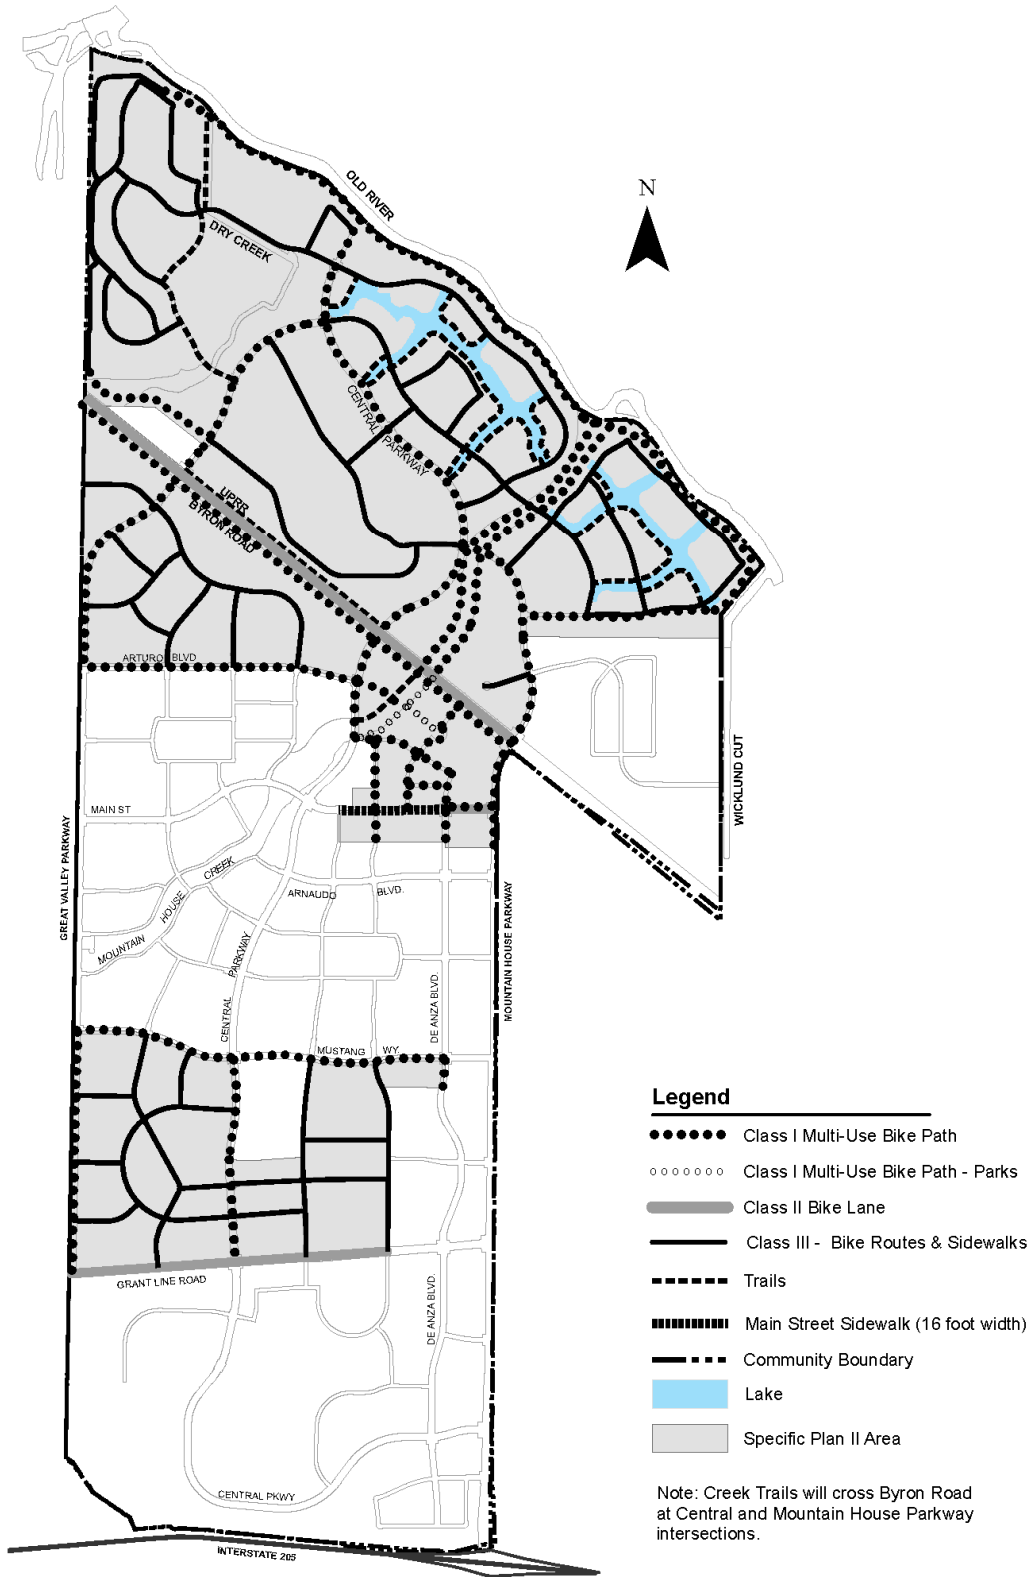 N
OLD RIVER
DRY CREEK
CENTRAL PARKWAY
UPRR
BYRON ROAD
ARTURO BLVD
MAIN ST
WICKLUND CUT
GREAT VALLEY PARKWAY
MOUNTAIN HOUSE CREEK
ARNAUDO BLVD.
CENTRAL PARKWAY
DE ANZA BLVD.
MOUNTAIN HOUSE PARKWAY
MUSTANG WY.
GRANT LINE ROAD
DE ANZA BLVD.
CENTRAL PKWY
INTERSTATE 205
Legend
Class I Multi-Use Bike Path
Class I Multi-Use Bike Path - Parks
Class II Bike Lane
Class III - Bike Routes & Sidewalks
Trails
Main Street Sidewalk (16 foot width)
Community Boundary
Lake
Specific Plan II Area
Note: Creek Trails will cross Byron Road
at Central and Mountain House Parkway
intersections.